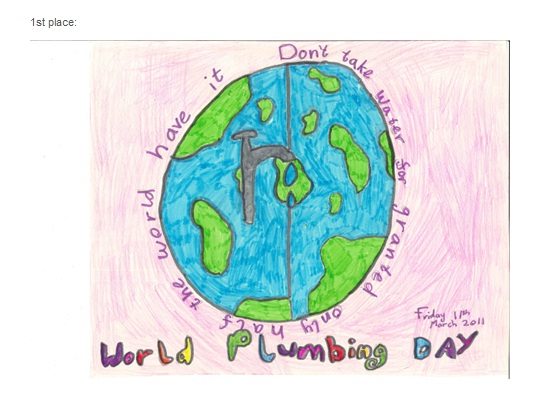 1st place:
Don't take water for granted only half the world have it
Friday 11th
March 2011
World Plumbing DAY